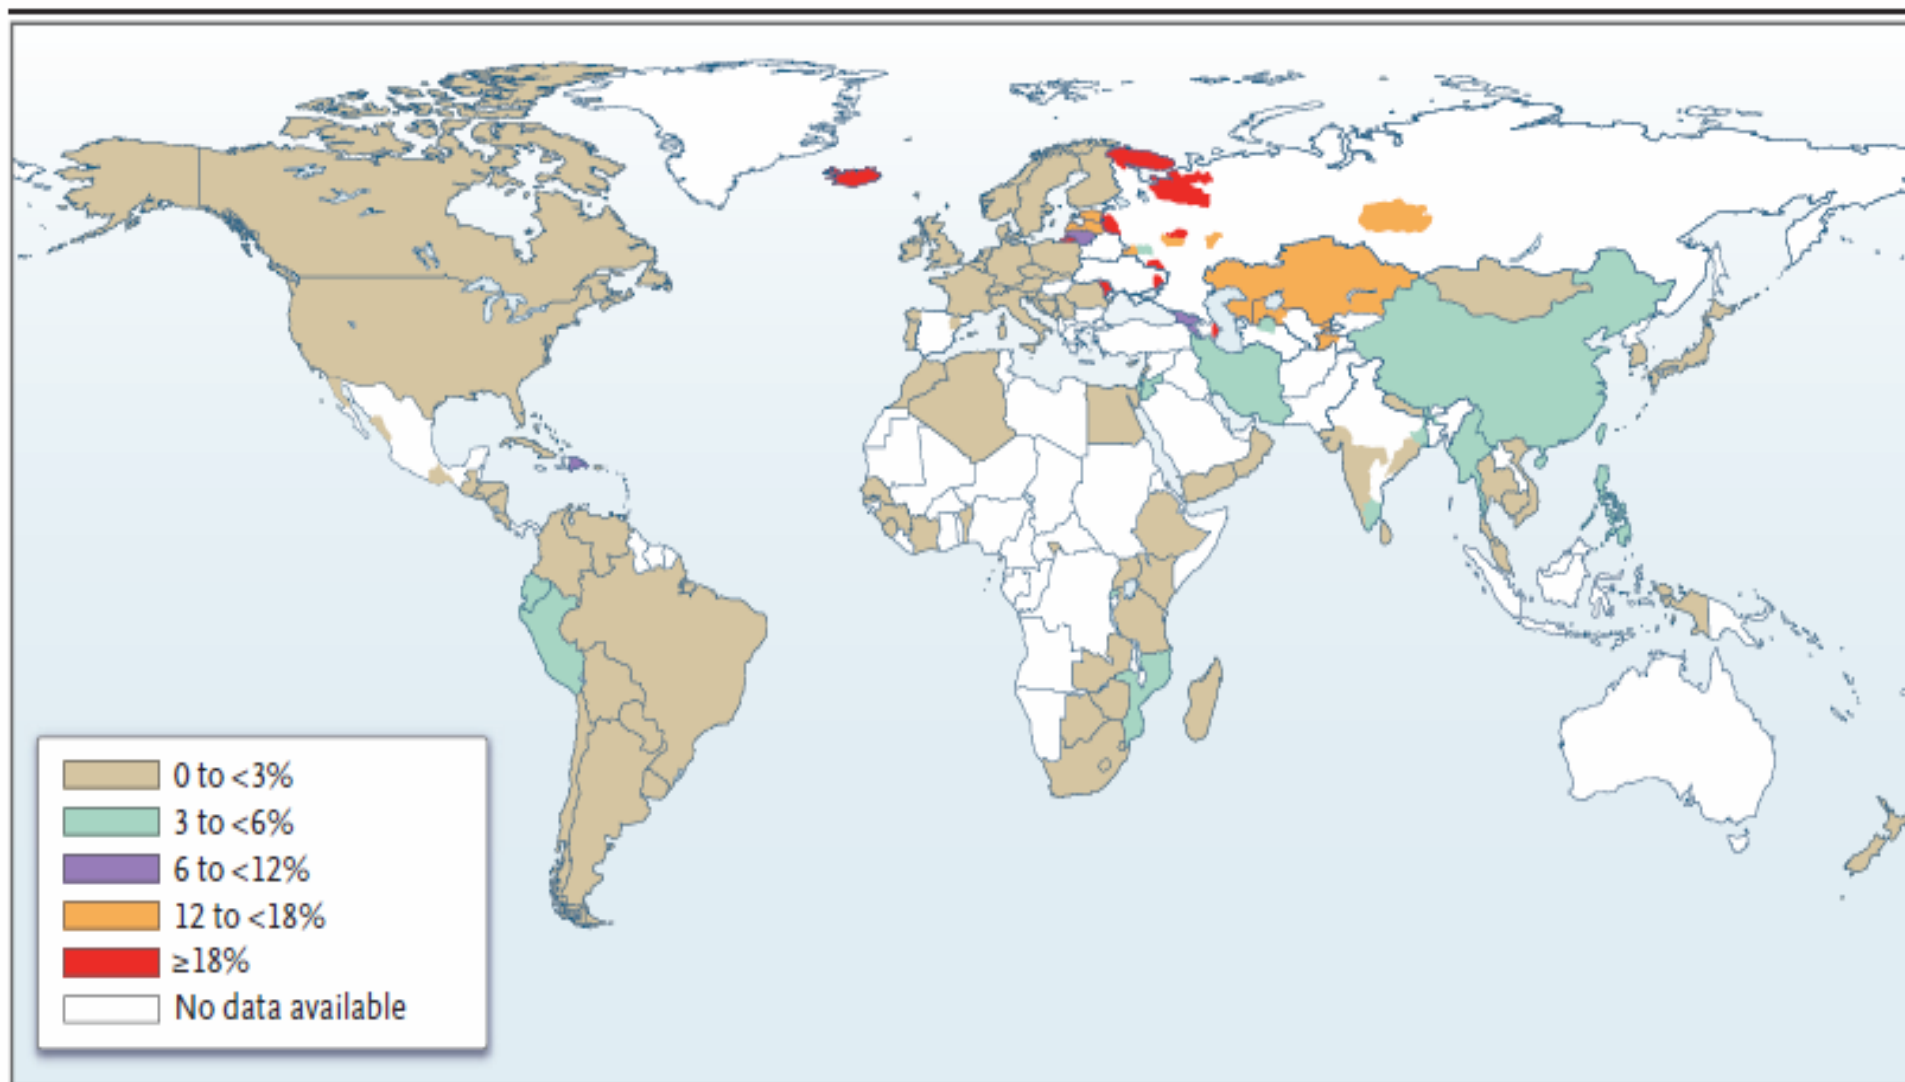 0 to <3%
3 to <6%
6 to <12%
12 to <18%
≥18%
No data available